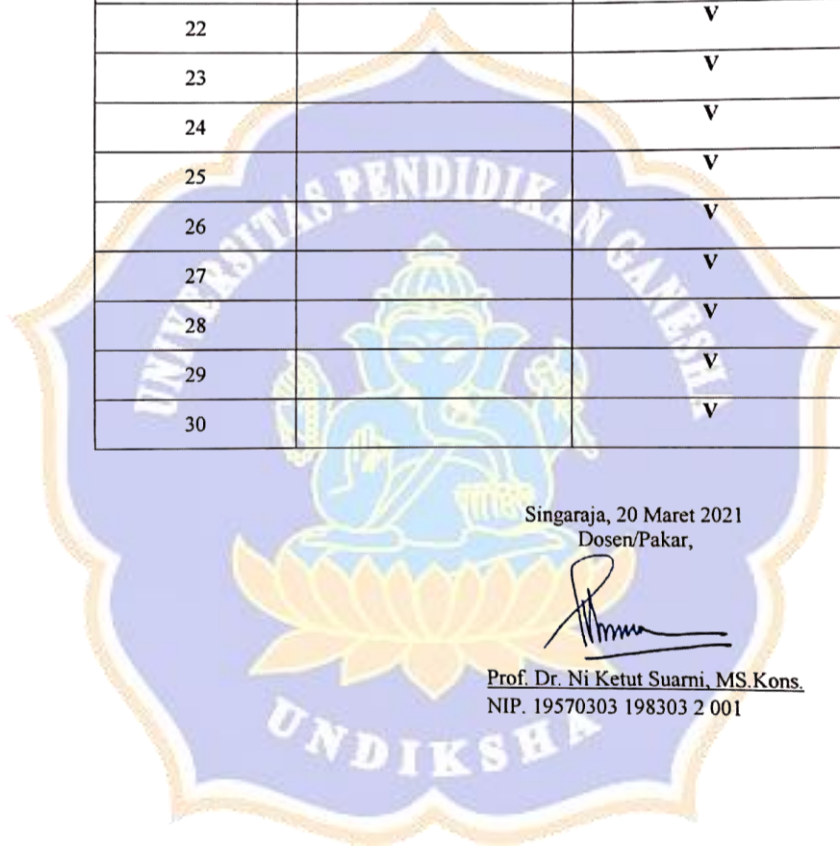 22 V
23 V
24 V
25 V
26 V
27 V
28 V
29 V
30 V
UNIVERSITAS PENDIDIKAN GANESHA
Singaraja, 20 Maret 2021
Dosen/Pakar,
Prof. Dr. Ni Ketut Suarni, MS.Kons.
NIP. 19570303 198303 2 001
UNDIKSHA